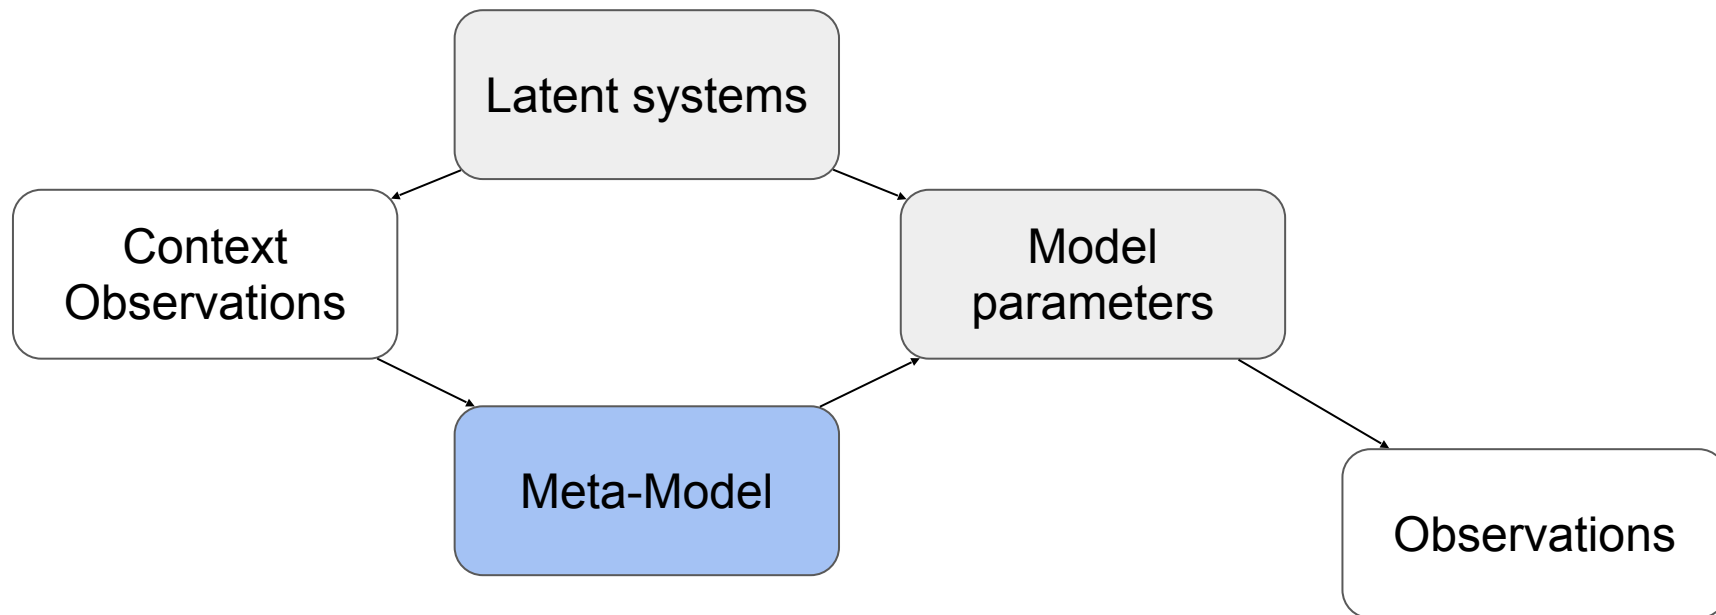 Latent systems
Context
Observations
Model
parameters
Meta-Model
Observations